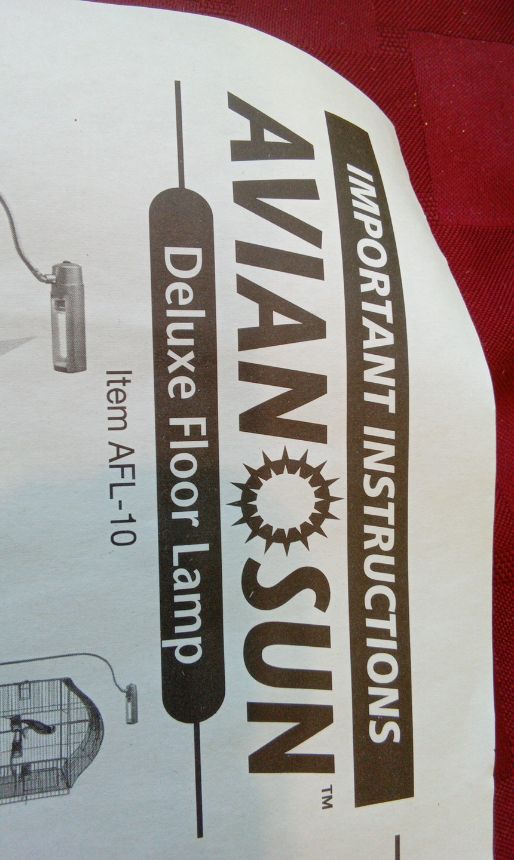 IMPORTANT INSTRUCTIONS
AVIAN SUN™
Deluxe Floor Lamp
Item AFL-10